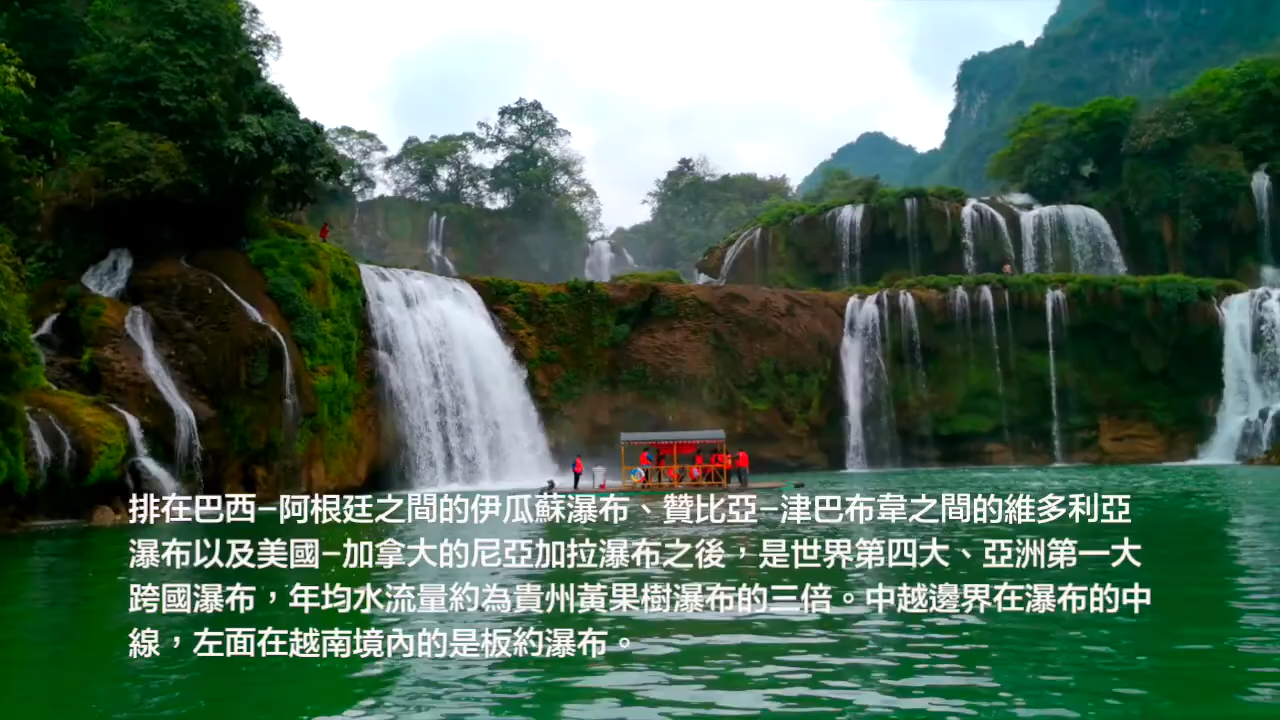 排在巴西–阿根廷之間的伊瓜蘇瀑布、贊比亞–津巴布韋之間的維多利亞
瀑布以及美國–加拿大的尼亞加拉瀑布之後，是世界第四大、亞洲第一大
跨國瀑布，年均水流量約為貴州黃果樹瀑布的三倍。中越邊界在瀑布的中
線，左面在越南境內的是板約瀑布。